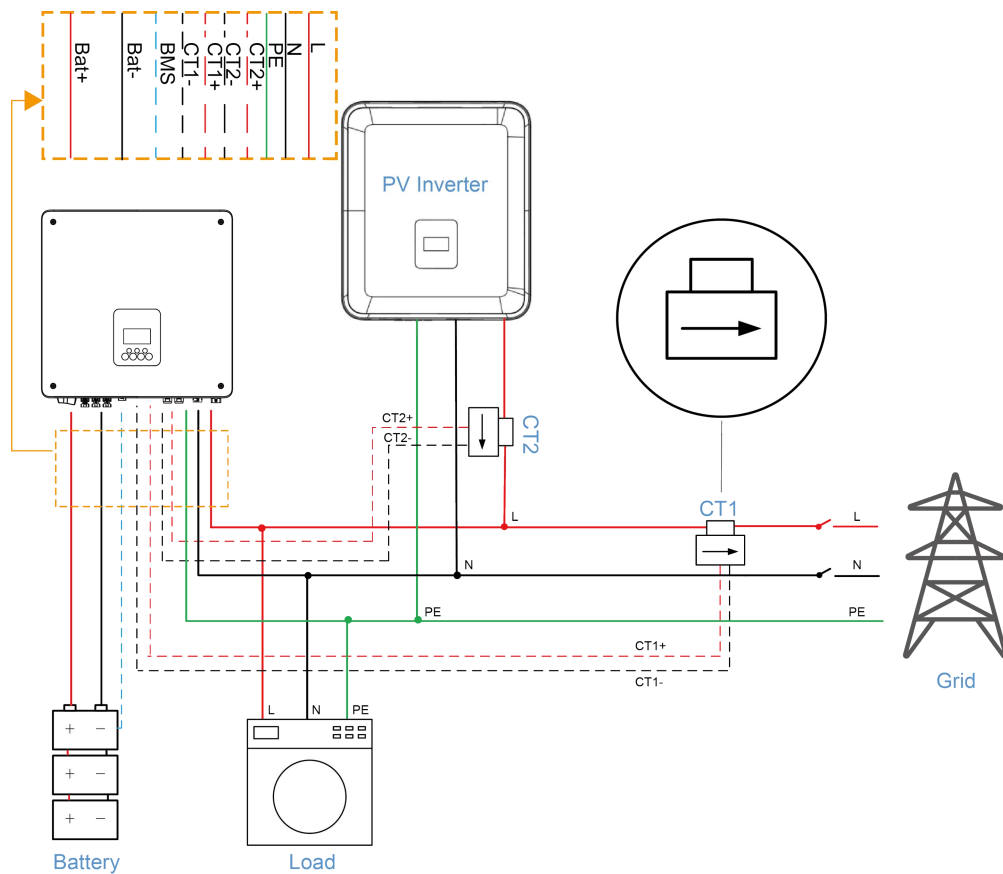 Bat+
Bat-
BMS
CT1-
CT1+
CT2-
CT2+
PE
N
L
PV Inverter
CT2+
CT2-
CT2
CT1
L
L
N
N
PE
PE
CT1+
CT1-
Grid
L
N
PE
+ −
+ −
+ −
Battery
Load